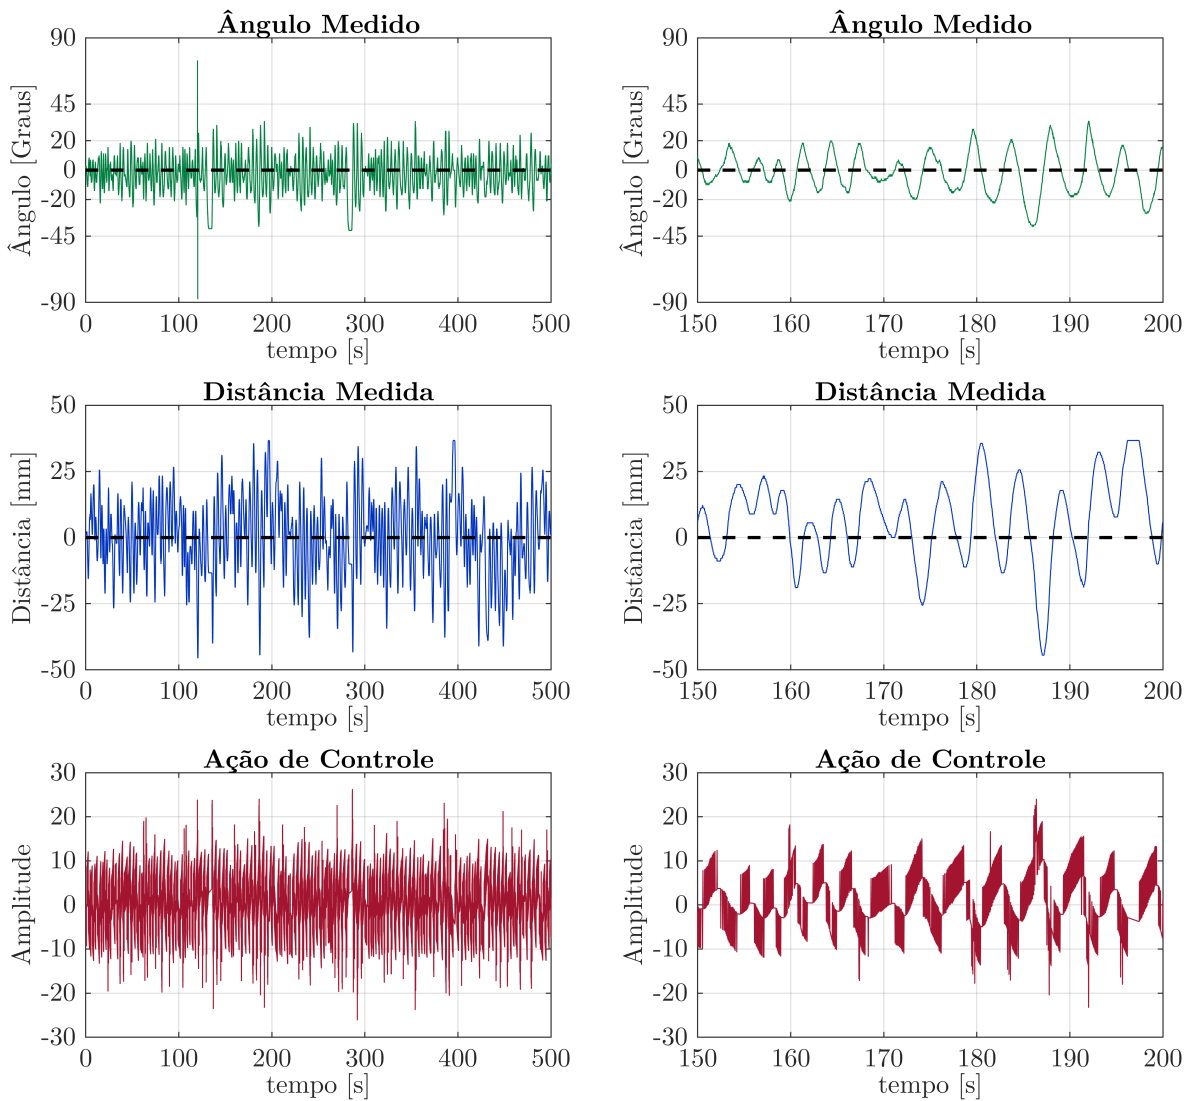 Ângulo Medido
Ângulo [Graus]
90
45
20
0
-20
-45
-90
0 100 200 300 400 500
tempo [s]
Ângulo Medido
Ângulo [Graus]
90
45
20
0
-20
-45
-90
150 160 170 180 190 200
tempo [s]
Distância Medida
Distância [mm]
50
25
0
-25
-50
0 100 200 300 400 500
tempo [s]
Distância Medida
Distância [mm]
50
25
0
-25
-50
150 160 170 180 190 200
tempo [s]
Ação de Controle
Amplitude
30
20
10
0
-10
-20
-30
0 100 200 300 400 500
tempo [s]
Ação de Controle
Amplitude
30
20
10
0
-10
-20
-30
150 160 170 180 190 200
tempo [s]